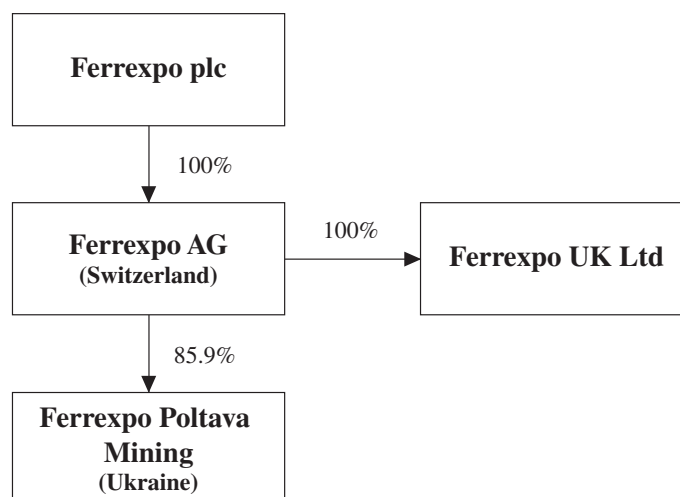 Ferrexpo plc
100%
Ferrexpo AG
(Switzerland)
100%
Ferrexpo UK Ltd
85.9%
Ferrexpo Poltava
Mining
(Ukraine)